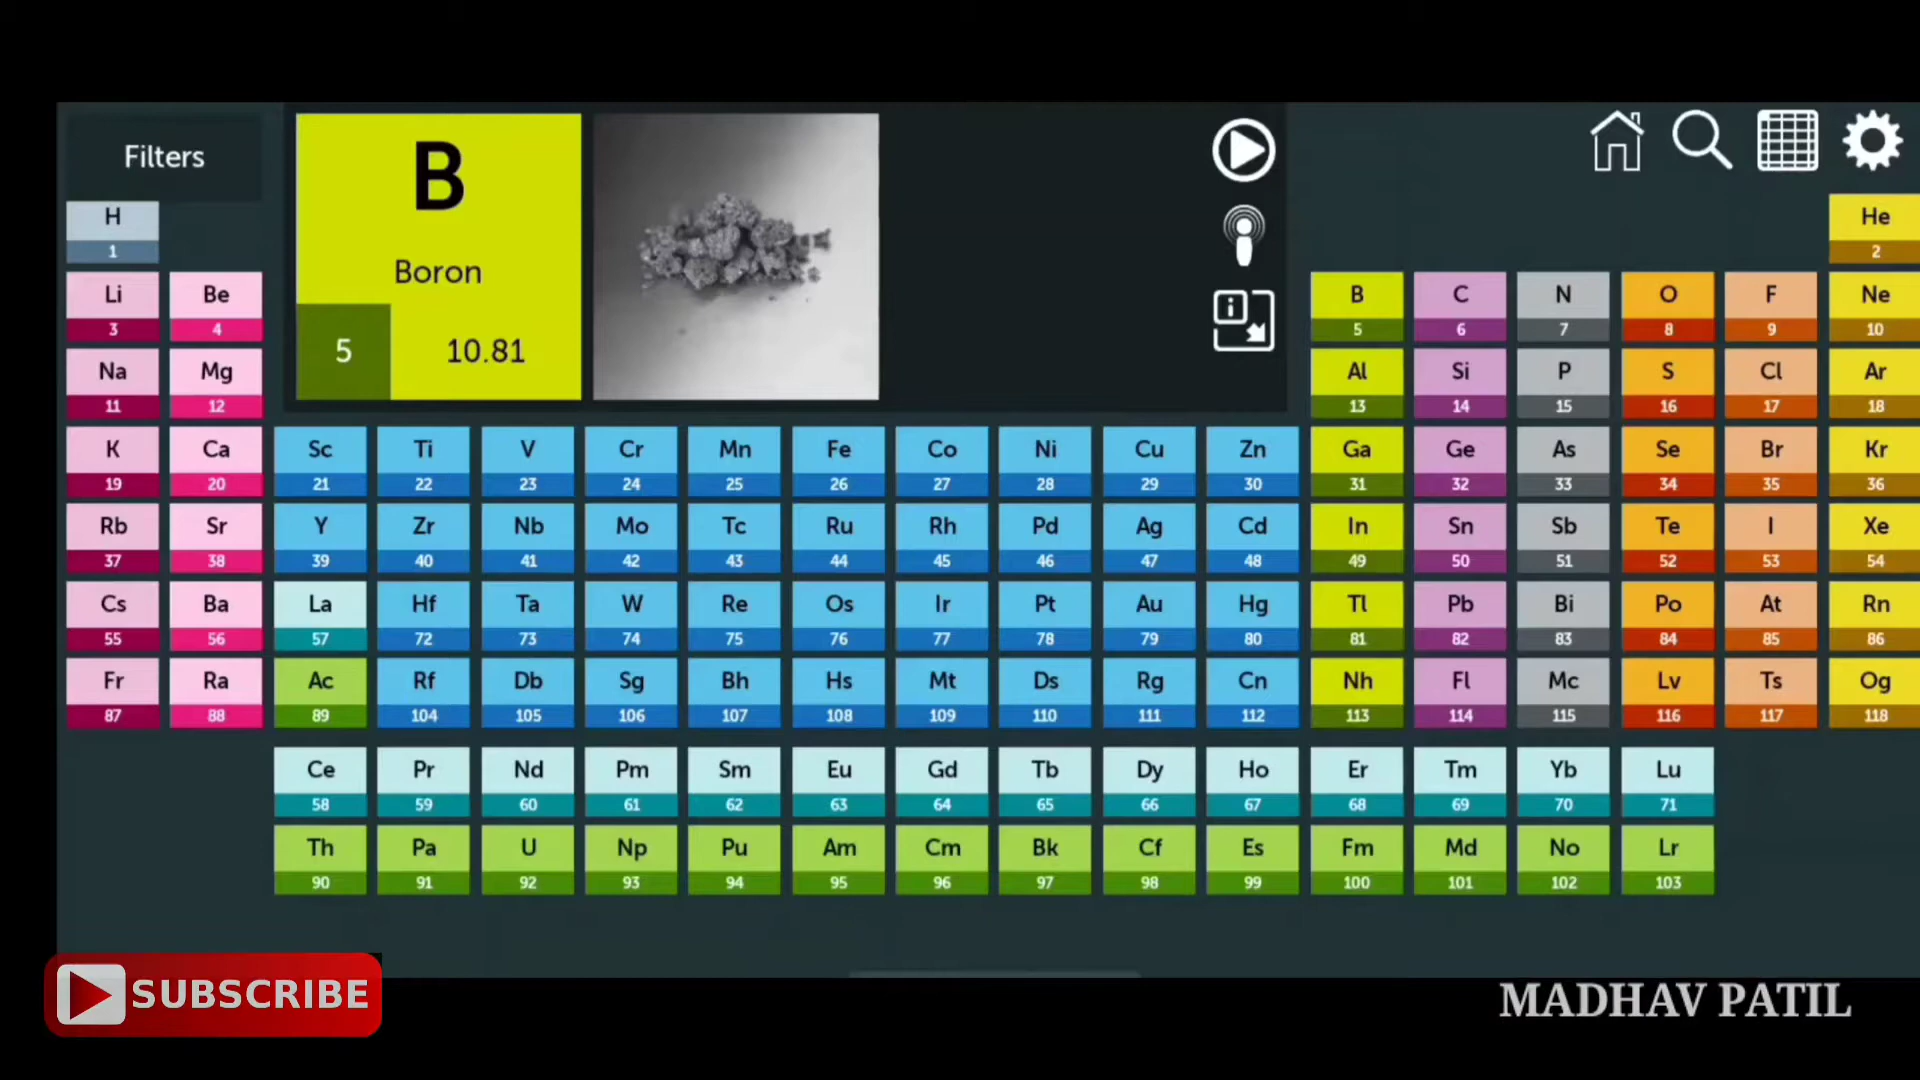 Filters
B
Boron
5 10.81
H He
1 2
Li Be B C N O F Ne
3 4 5 6 7 8 9 10
Na Mg Al Si P S Cl Ar
11 12 13 14 15 16 17 18
K Ca Sc Ti V Cr Mn Fe Co Ni Cu Zn Ga Ge As Se Br Kr
19 20 21 22 23 24 25 26 27 28 29 30 31 32 33 34 35 36
Rb Sr Y Zr Nb Mo Tc Ru Rh Pd Ag Cd In Sn Sb Te I Xe
37 38 39 40 41 42 43 44 45 46 47 48 49 50 51 52 53 54
Cs Ba La Hf Ta W Re Os Ir Pt Au Hg Tl Pb Bi Po At Rn
55 56 57 72 73 74 75 76 77 78 79 80 81 82 83 84 85 86
Fr Ra Ac Rf Db Sg Bh Hs Mt Ds Rg Cn Nh Fl Mc Lv Ts Og
87 88 89 104 105 106 107 108 109 110 111 112 113 114 115 116 117 118
Ce Pr Nd Pm Sm Eu Gd Tb Dy Ho Er Tm Yb Lu
58 59 60 61 62 63 64 65 66 67 68 69 70 71
Th Pa U Np Pu Am Cm Bk Cf Es Fm Md No Lr
90 91 92 93 94 95 96 97 98 99 100 101 102 103
SUBSCRIBE
MADHAV PATIL